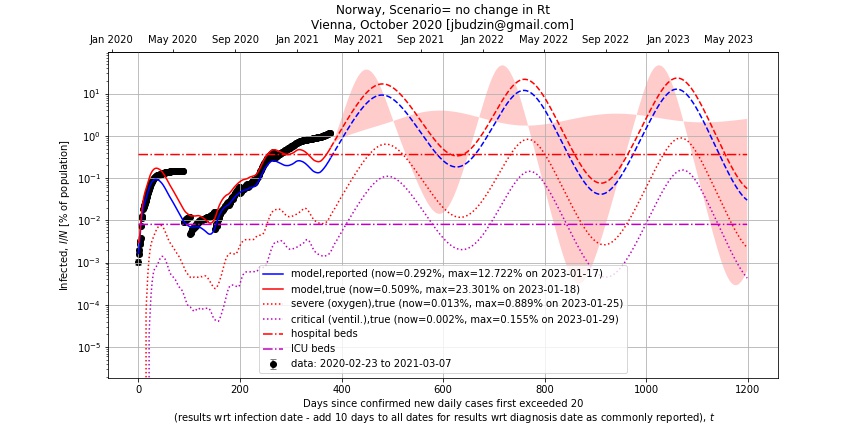 Norway, Scenario= no change in Rt
Vienna, October 2020 [jbudzin@gmail.com]
Jan 2020 May 2020 Sep 2020 Jan 2021 May 2021 Sep 2021 Jan 2022 May 2022 Sep 2022 Jan 2023 May 2023
Infected, I/N [% of population]
10¹
10⁰
10⁻¹
10⁻²
10⁻³
10⁻⁴
10⁻⁵
model,reported (now=0.292%, max=12.722% on 2023-01-17)
model,true (now=0.509%, max=23.301% on 2023-01-18)
severe (oxygen),true (now=0.013%, max=0.889% on 2023-01-25)
critical (ventil.),true (now=0.002%, max=0.155% on 2023-01-29)
hospital beds
ICU beds
data: 2020-02-23 to 2021-03-07
0 200 400 600 800 1000 1200
Days since confirmed new daily cases first exceeded 20
(results wrt infection date - add 10 days to all dates for results wrt diagnosis date as commonly reported), t